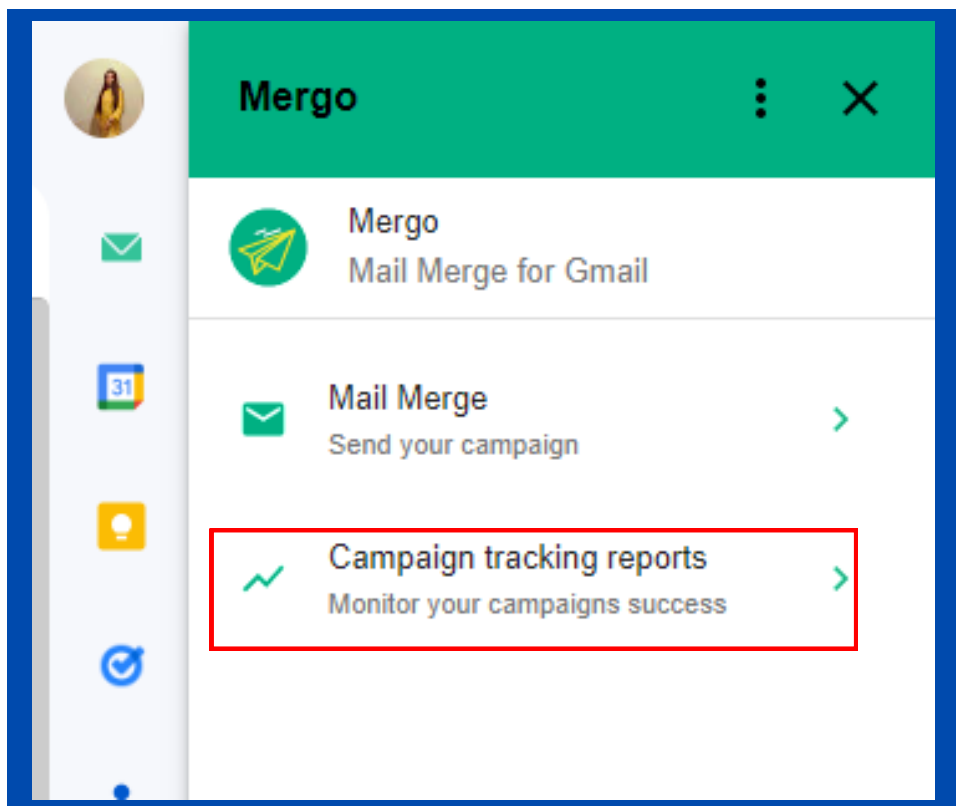 Mergo
Mergo
Mail Merge for Gmail
31
Mail Merge
Send your campaign
Campaign tracking reports
Monitor your campaigns success